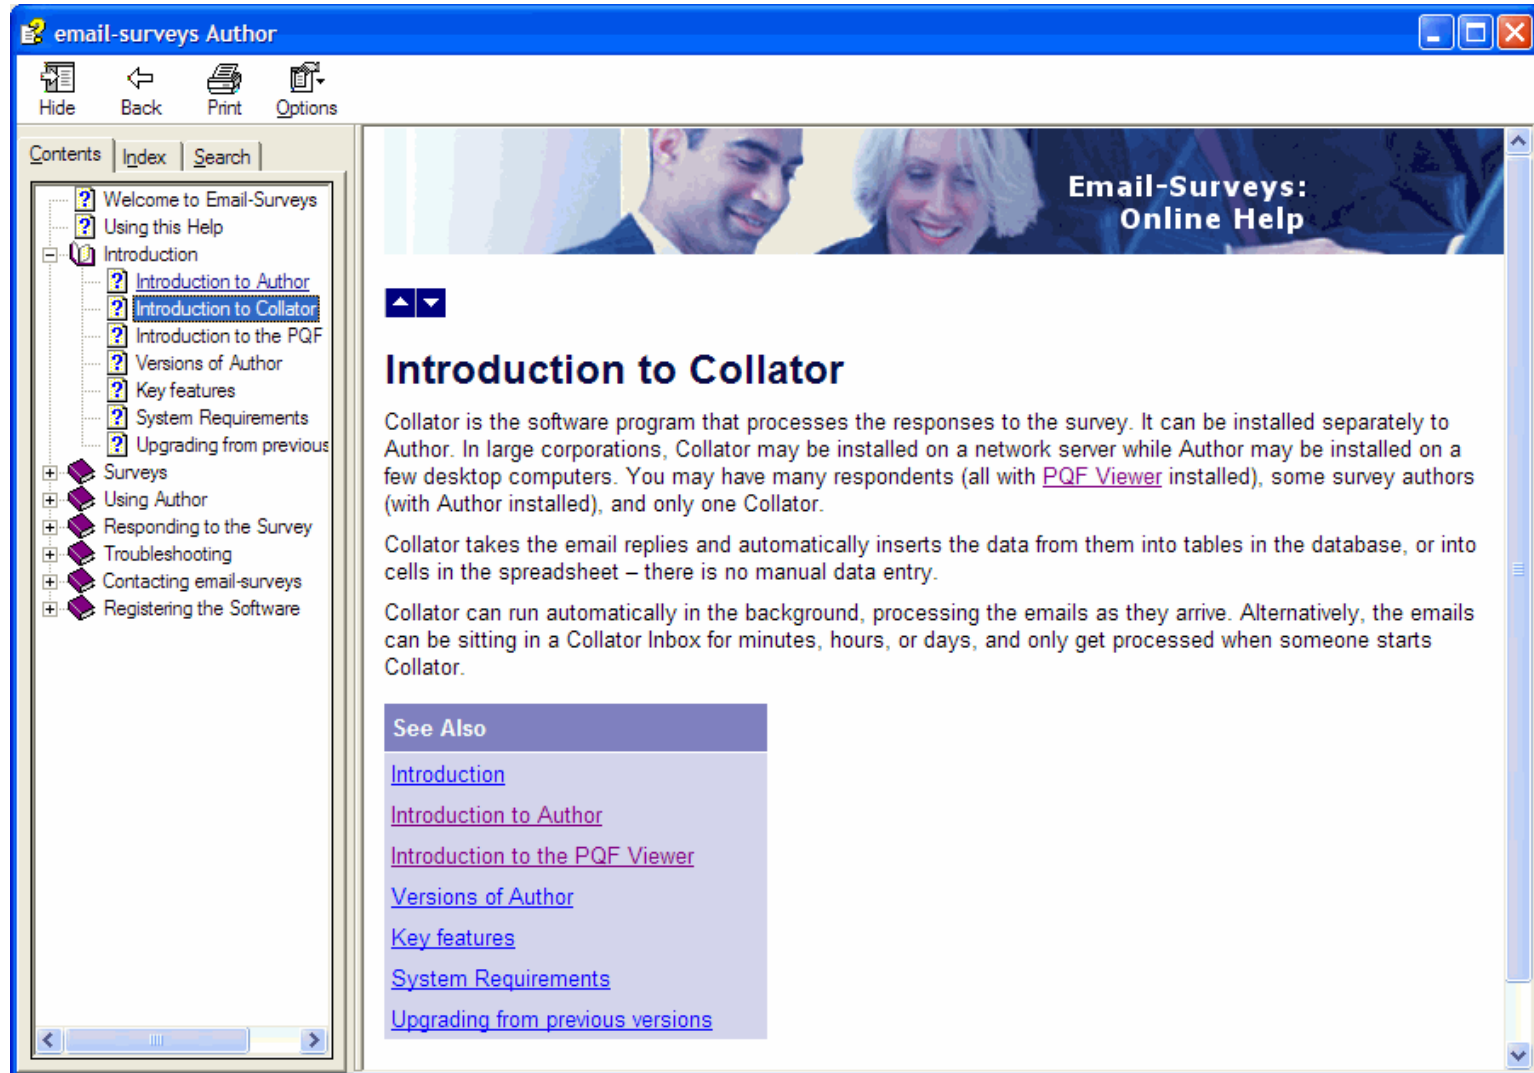 email-surveys Author
Hide Back Print Options
Contents Index Search
Welcome to Email-Surveys
Using this Help
Introduction
Introduction to Author
Introduction to Collator
Introduction to the PQF
Versions of Author
Key features
System Requirements
Upgrading from previous
Surveys
Using Author
Responding to the Survey
Troubleshooting
Contacting email-surveys
Registering the Software
Email-Surveys:
Online Help
Introduction to Collator
Collator is the software program that processes the responses to the survey. It can be installed separately to
Author. In large corporations, Collator may be installed on a network server while Author may be installed on a
few desktop computers. You may have many respondents (all with PQF Viewer installed), some survey authors
(with Author installed), and only one Collator.
Collator takes the email replies and automatically inserts the data from them into tables in the database, or into
cells in the spreadsheet – there is no manual data entry.
Collator can run automatically in the background, processing the emails as they arrive. Alternatively, the emails
can be sitting in a Collator Inbox for minutes, hours, or days, and only get processed when someone starts
Collator.
See Also
Introduction
Introduction to Author
Introduction to the PQF Viewer
Versions of Author
Key features
System Requirements
Upgrading from previous versions